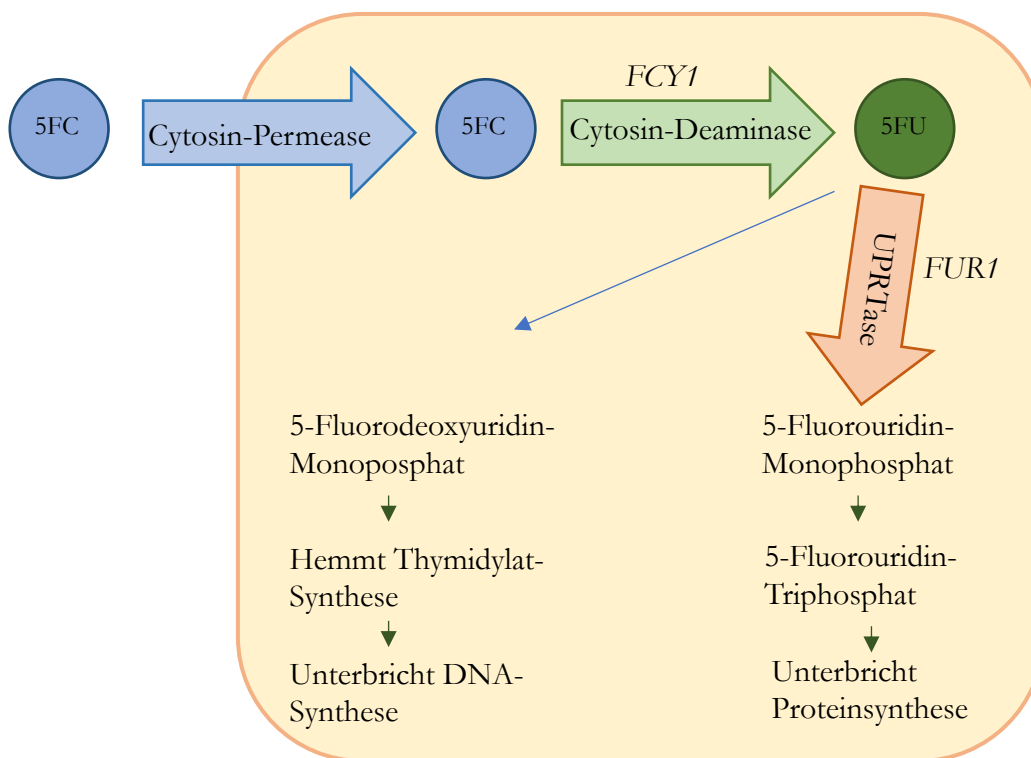 FCY1
5FC
Cytosin-Permease
5FC
Cytosin-Deaminase
5FU
UPRTase
FUR1
5-Fluorodeoxyuridin-
Monoposphat
Hemmt Thymidylat-
Synthese
Unterbricht DNA-
Synthese
5-Fluorouridin-
Monophosphat
5-Fluorouridin-
Triphosphat
Unterbricht
Proteinsynthese